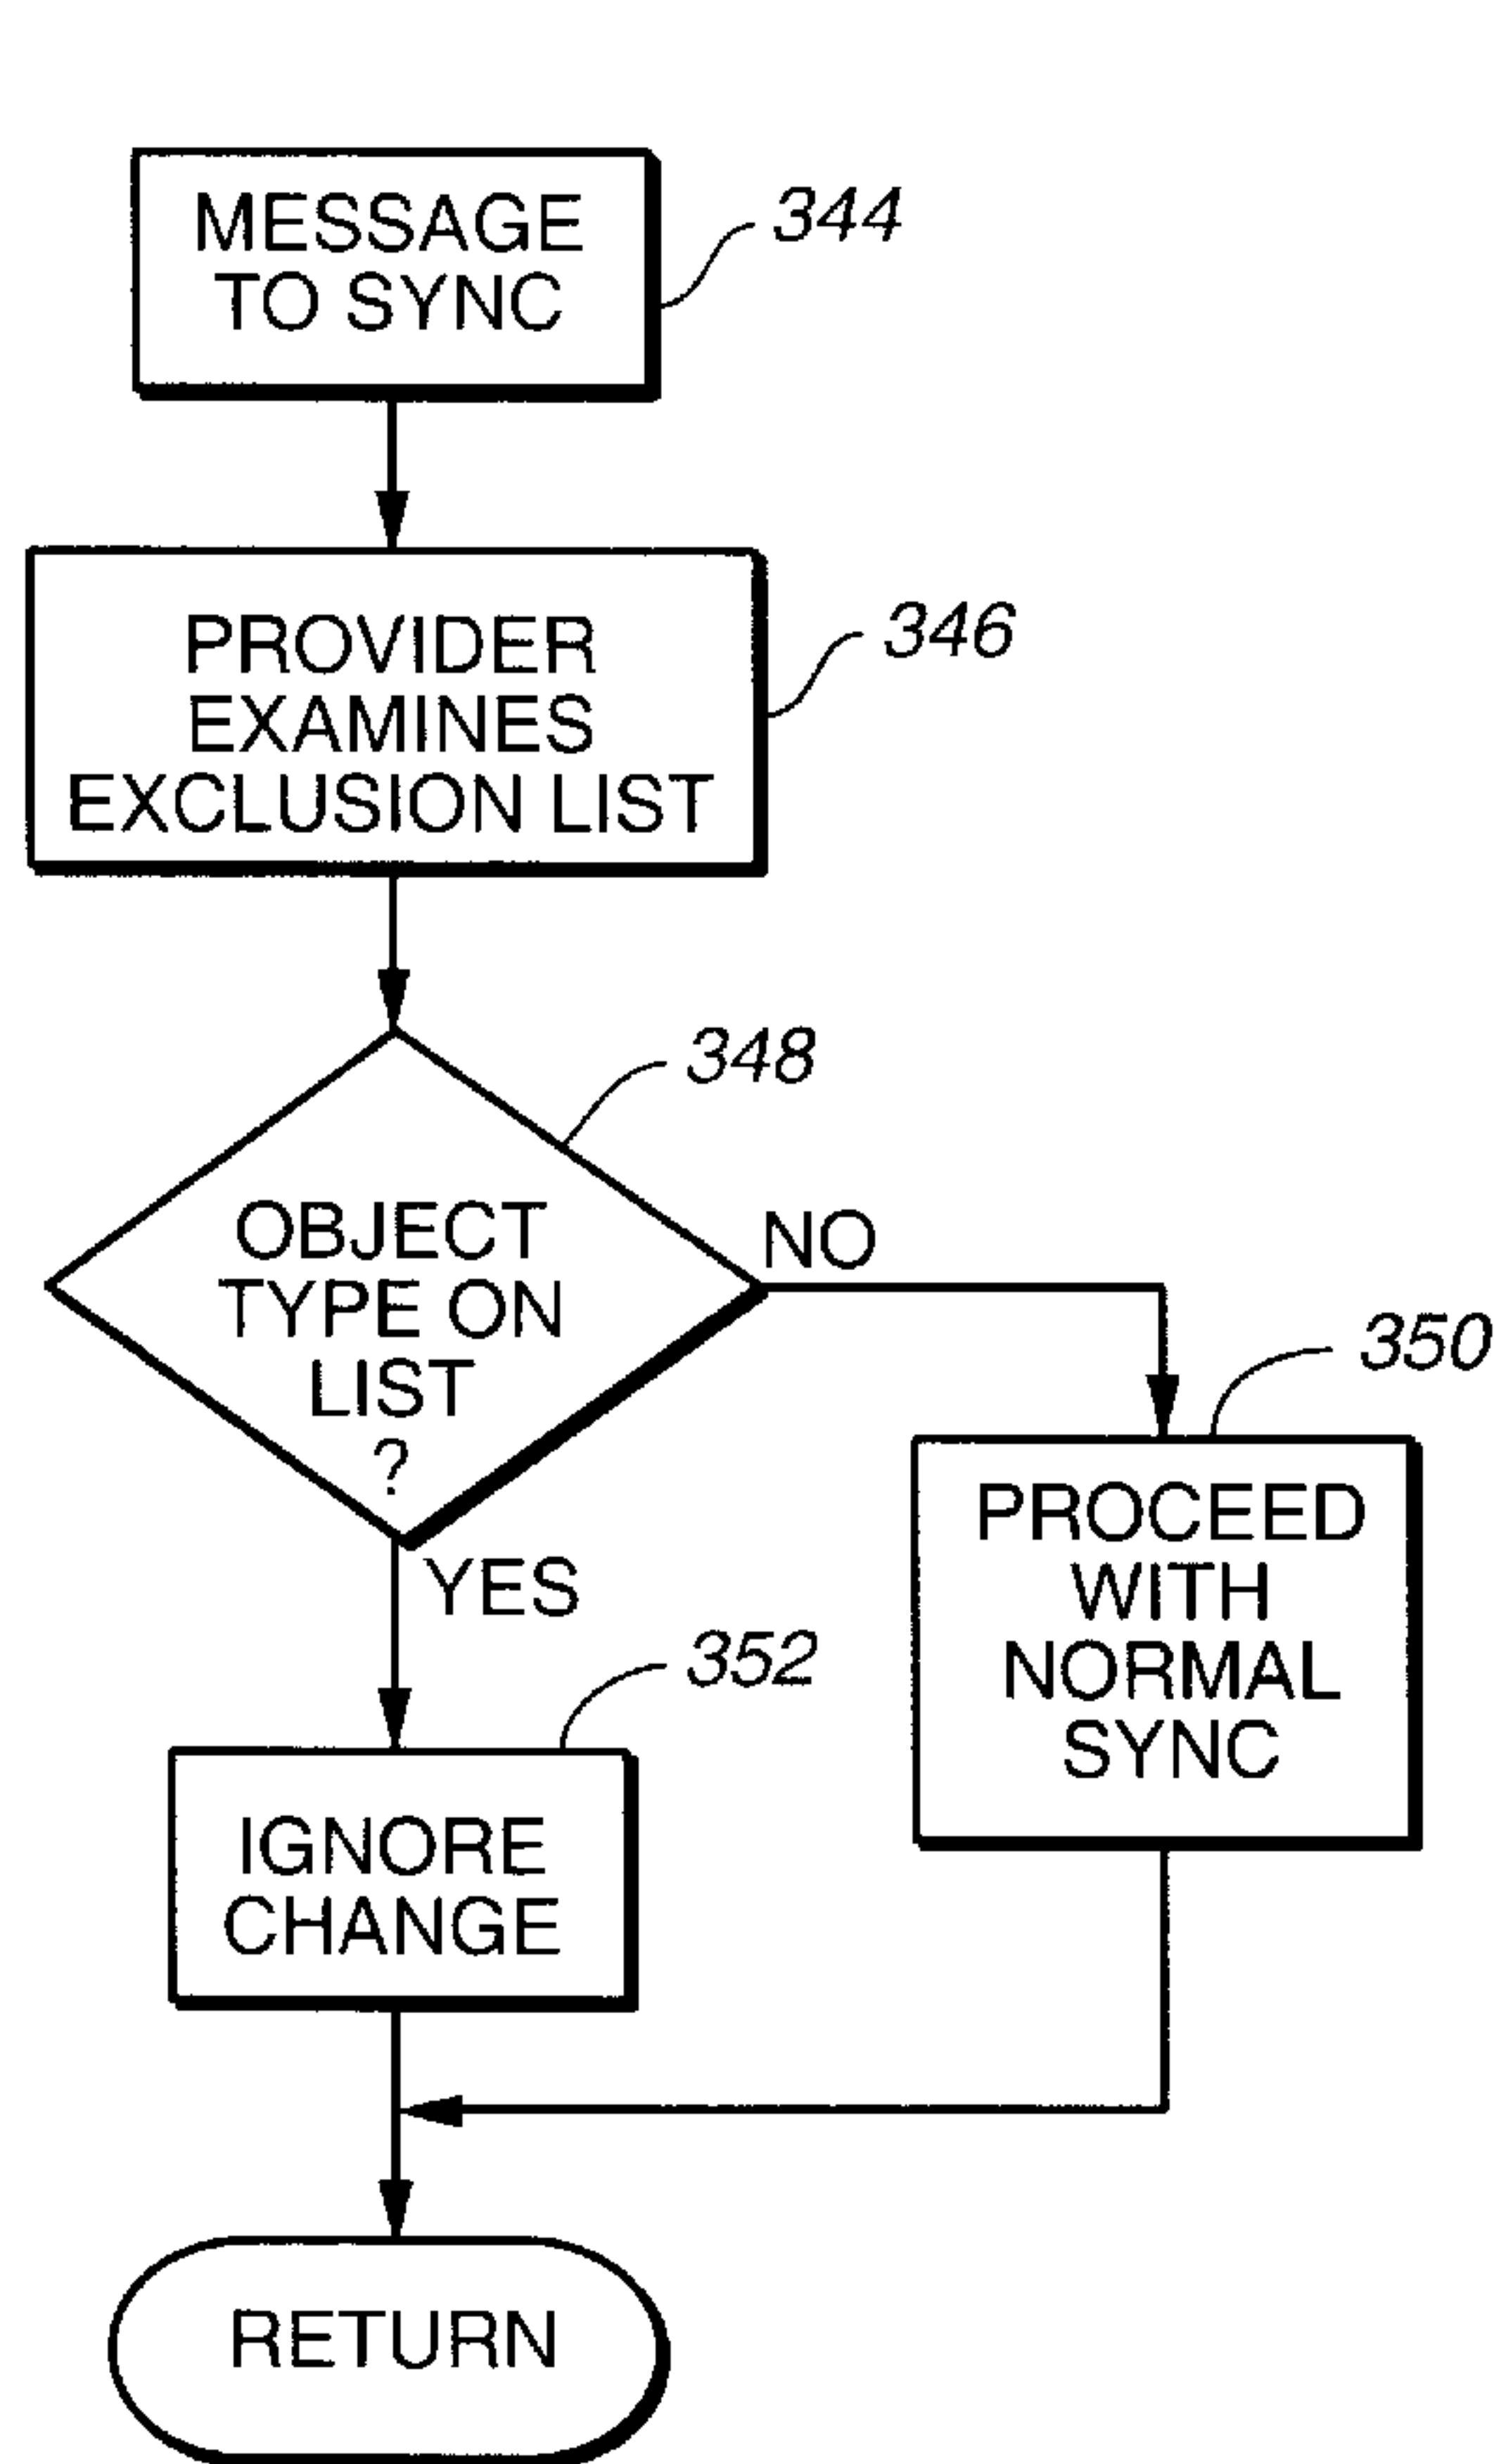 MESSAGE
TO SYNC
344
PROVIDER
EXAMINES
EXCLUSION LIST
346
348
OBJECT
TYPE ON
LIST
?
NO
350
PROCEED
WITH
NORMAL
SYNC
YES
352
IGNORE
CHANGE
RETURN